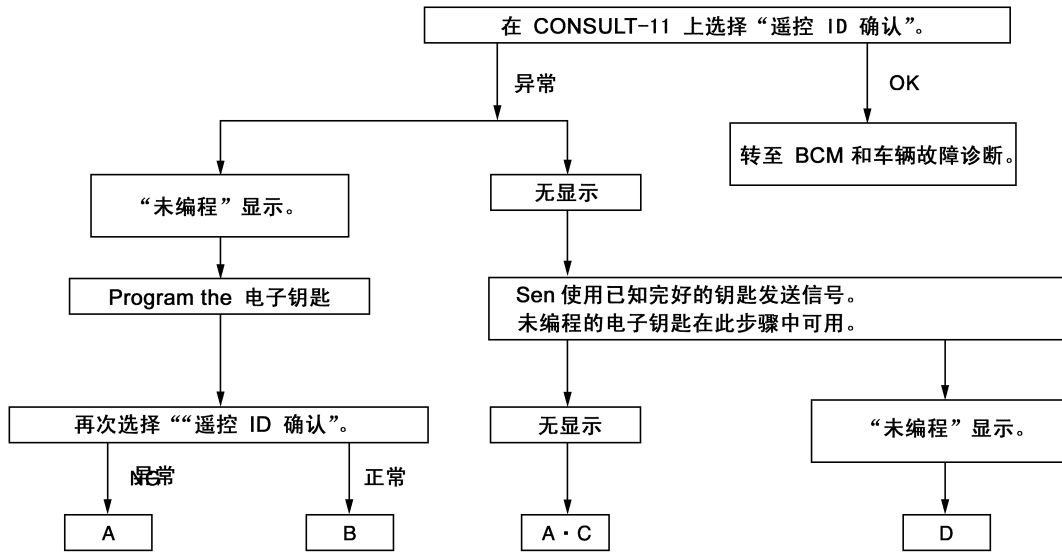 在 CONSULT-11 上选择“遥控 ID 确认”。
异常
OK
转至 BCM 和车辆故障诊断。
“未编程”显示。
无显示
Program the 电子钥匙
Sen 使用已知完好的钥匙发送信号。
未编程的电子钥匙在此步骤中可用。
再次选择““遥控 ID 确认”。
无显示
“未编程”显示。
异常
正常
A
B
A・C
D